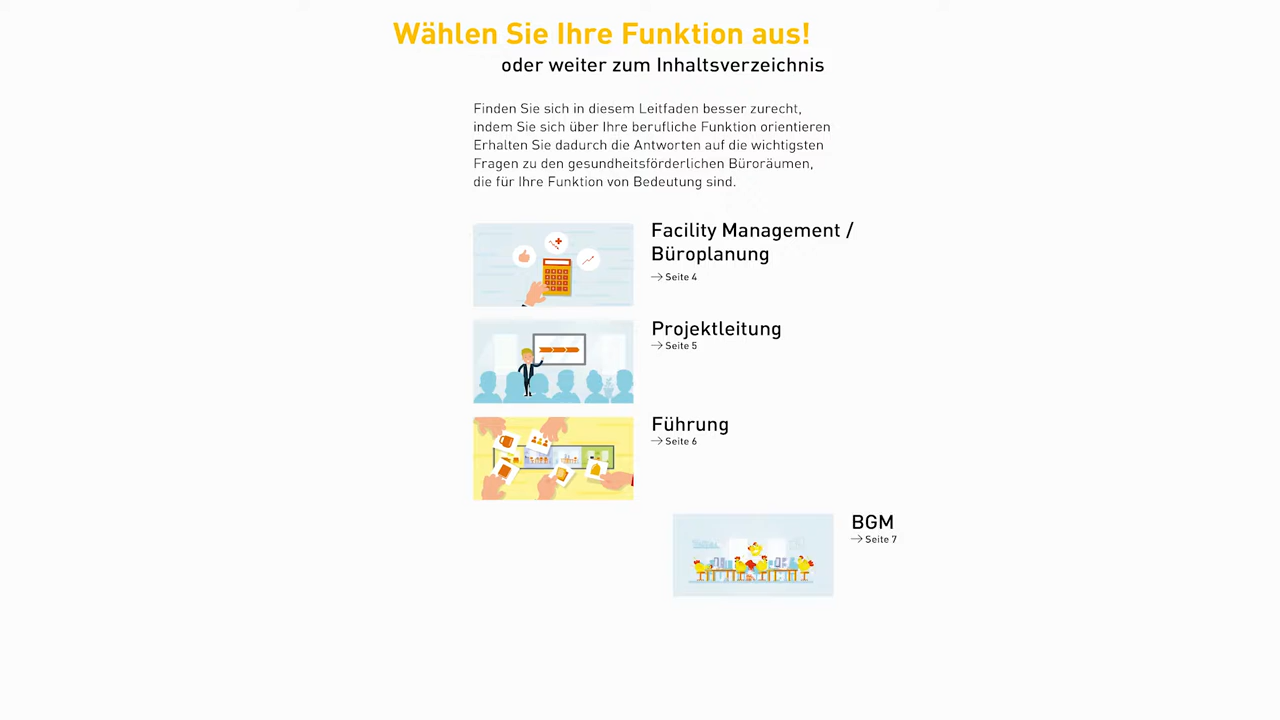 Wählen Sie Ihre Funktion aus!
oder weiter zum Inhaltsverzeichnis
Finden Sie sich in diesem Leitfaden besser zurecht,
indem Sie sich über Ihre berufliche Funktion orientieren
Erhalten Sie dadurch die Antworten auf die wichtigsten
Fragen zu den gesundheitsförderlichen Büroräumen,
die für Ihre Funktion von Bedeutung sind.
Facility Management /
Büroplanung
→ Seite 4
Projektleitung
→ Seite 5
Führung
→ Seite 6
BGM
→ Seite 7